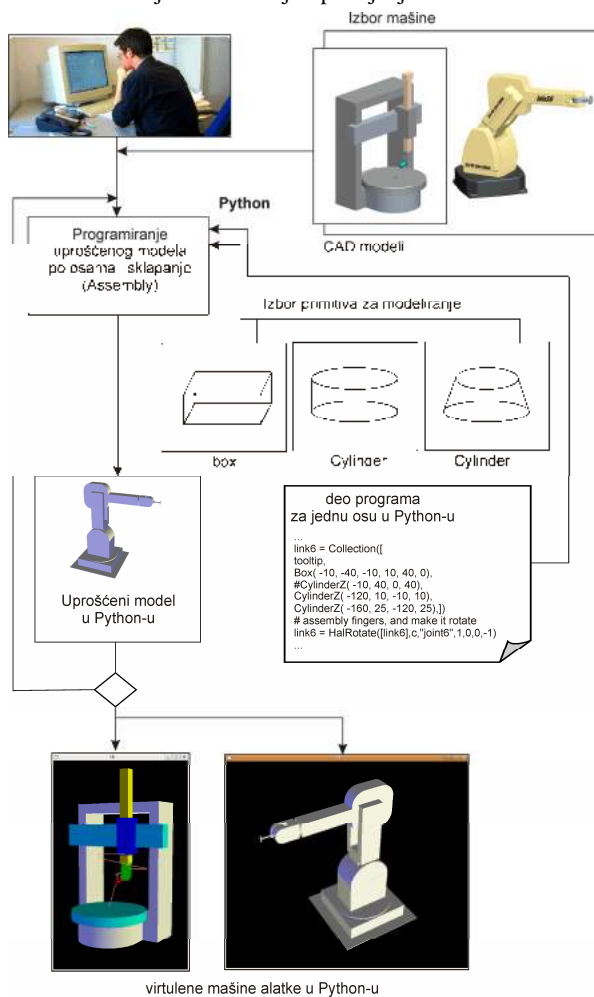 Izbor mašine
CAD modeli
Python
Programiranje
uprošćenog modela
po osama sklapanje
(Assembly)
Izbor primitiva za modeliranje
box
Cylinder
Cylinder
deo programa
za jednu osu u Python-u
...
link6 = Collection([
tooltip,
Box( -10, -40, -10, 10, 40, 0),
#CylinderZ( -10, 40, 0, 40),
CylinderZ( -120, 10, -10, 10),
CylinderZ( -160, 25, -120, 25),])
# assembly fingers, and make it rotate
link6 = HalRotate([link6],c,"joint6",1,0,0,-1)
...
Uprošćeni model
u Python-u
virtulene mašine alatke u Python-u